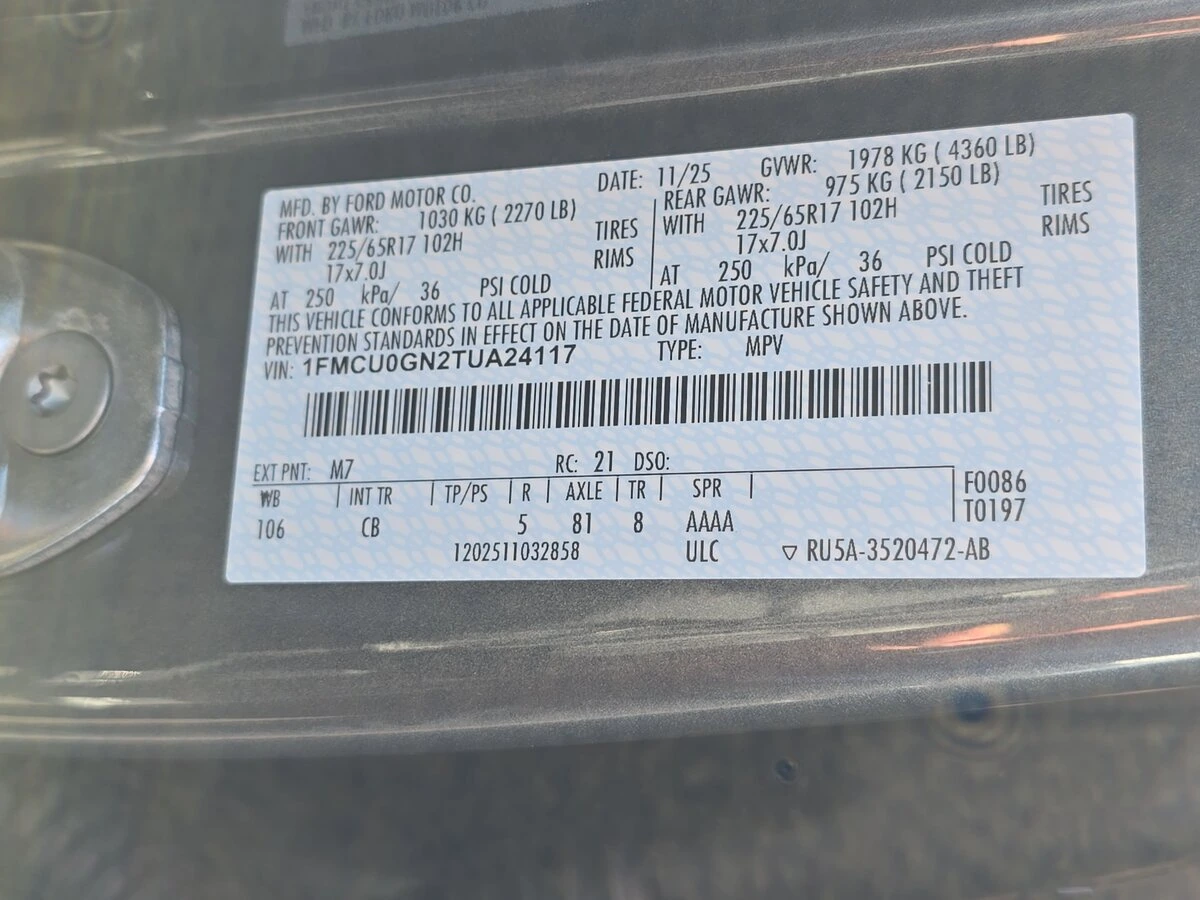 MFD. BY FORD MOTOR CO.
DATE: 11/25 GVWR: 1978 KG ( 4360 LB)
FRONT GAWR: 1030 KG ( 2270 LB) REAR GAWR: 975 KG ( 2150 LB)
WITH 225/65R17 102H TIRES WITH 225/65R17 102H TIRES
17x7.0J RIMS 17x7.0J RIMS
AT 250 kPa/ 36 PSI COLD AT 250 kPa/ 36 PSI COLD
THIS VEHICLE CONFORMS TO ALL APPLICABLE FEDERAL MOTOR VEHICLE SAFETY AND THEFT
PREVENTION STANDARDS IN EFFECT ON THE DATE OF MANUFACTURE SHOWN ABOVE.
VIN: 1FMCU0GN2TUA24117 TYPE: MPV
EXT PNT: M7 RC: 21 DSO:
WB | INT TR | TP/PS | R | AXLE | TR | SPR | F0086
106 CB 5 81 8 AAAA T0197
1202511032858 ULC ▽ RU5A-3520472-AB